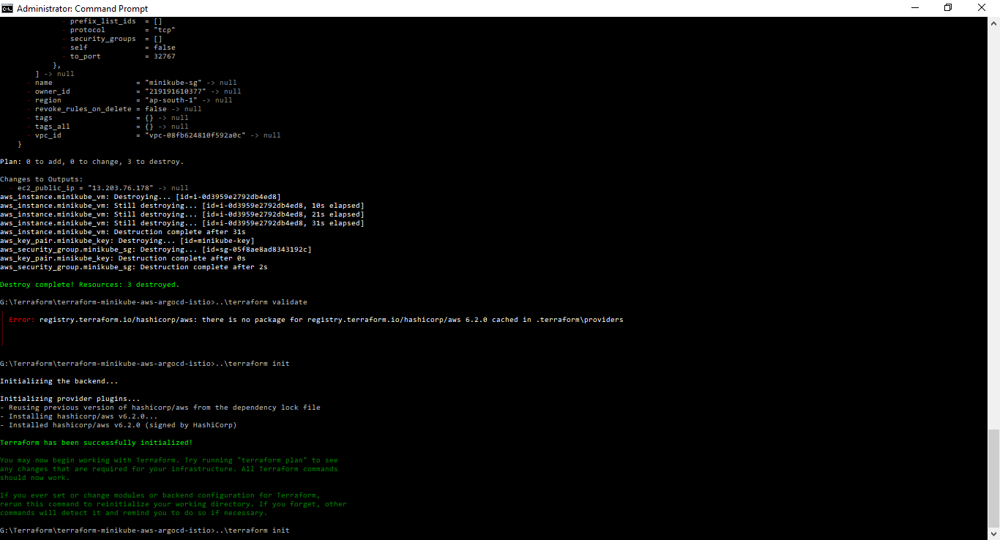 Administrator: Command Prompt
- prefix_list_ids = []
- protocol = "tcp"
- security_groups = []
- self = false
- to_port = 32767
},
] -> null
- name = "minikube-sg" -> null
- owner_id = "219191610377" -> null
- region = "ap-south-1" -> null
- revoke_rules_on_delete = false -> null
- tags = {} -> null
- tags_all = {} -> null
- vpc_id = "vpc-08fb624810f592a0c" -> null
}
Plan: 0 to add, 0 to change, 3 to destroy.
Changes to Outputs:
- ec2_public_ip = "13.203.76.178" -> null
aws_instance.minikube_vm: Destroying... [id=i-0d3959e2792db4ed8]
aws_instance.minikube_vm: Still destroying... [id=i-0d3959e2792db4ed8, 10s elapsed]
aws_instance.minikube_vm: Still destroying... [id=i-0d3959e2792db4ed8, 21s elapsed]
aws_instance.minikube_vm: Still destroying... [id=i-0d3959e2792db4ed8, 31s elapsed]
aws_instance.minikube_vm: Destruction complete after 31s
aws_key_pair.minikube_key: Destroying... [id=minikube-key]
aws_security_group.minikube_sg: Destroying... [id=sg-05f8ae8ad8343192c]
aws_key_pair.minikube_key: Destruction complete after 0s
aws_security_group.minikube_sg: Destruction complete after 2s
Destroy complete! Resources: 3 destroyed.
G:\Terraform\terraform-minikube-aws-argocd-istio>..\terraform validate
Error: registry.terraform.io/hashicorp/aws: there is no package for registry.terraform.io/hashicorp/aws 6.2.0 cached in .terraform\providers
G:\Terraform\terraform-minikube-aws-argocd-istio>..\terraform init
Initializing the backend...
Initializing provider plugins...
- Reusing previous version of hashicorp/aws from the dependency lock file
- Installing hashicorp/aws v6.2.0...
- Installed hashicorp/aws v6.2.0 (signed by HashiCorp)
Terraform has been successfully initialized!
You may now begin working with Terraform. Try running "terraform plan" to see
any changes that are required for your infrastructure. All Terraform commands
should now work.
If you ever set or change modules or backend configuration for Terraform,
rerun this command to reinitialize your working directory. If you forget, other
commands will detect it and remind you to do so if necessary.
G:\Terraform\terraform-minikube-aws-argocd-istio>..\terraform init